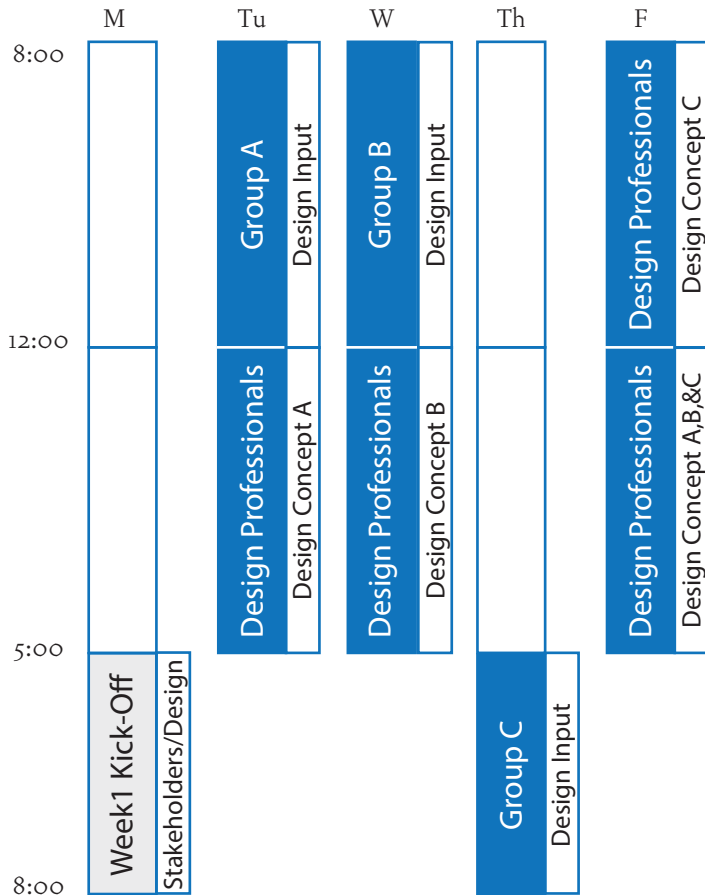 M Tu W Th F
8:00
Group A
Design Input
Group B
Design Input
Design Professionals
Design Concept C
12:00
Design Professionals
Design Concept A
Design Professionals
Design Concept B
Design Professionals
Design Concept A,B,&C
5:00
Week1 Kick-Off
Stakeholders/Design
Group C
Design Input
8:00